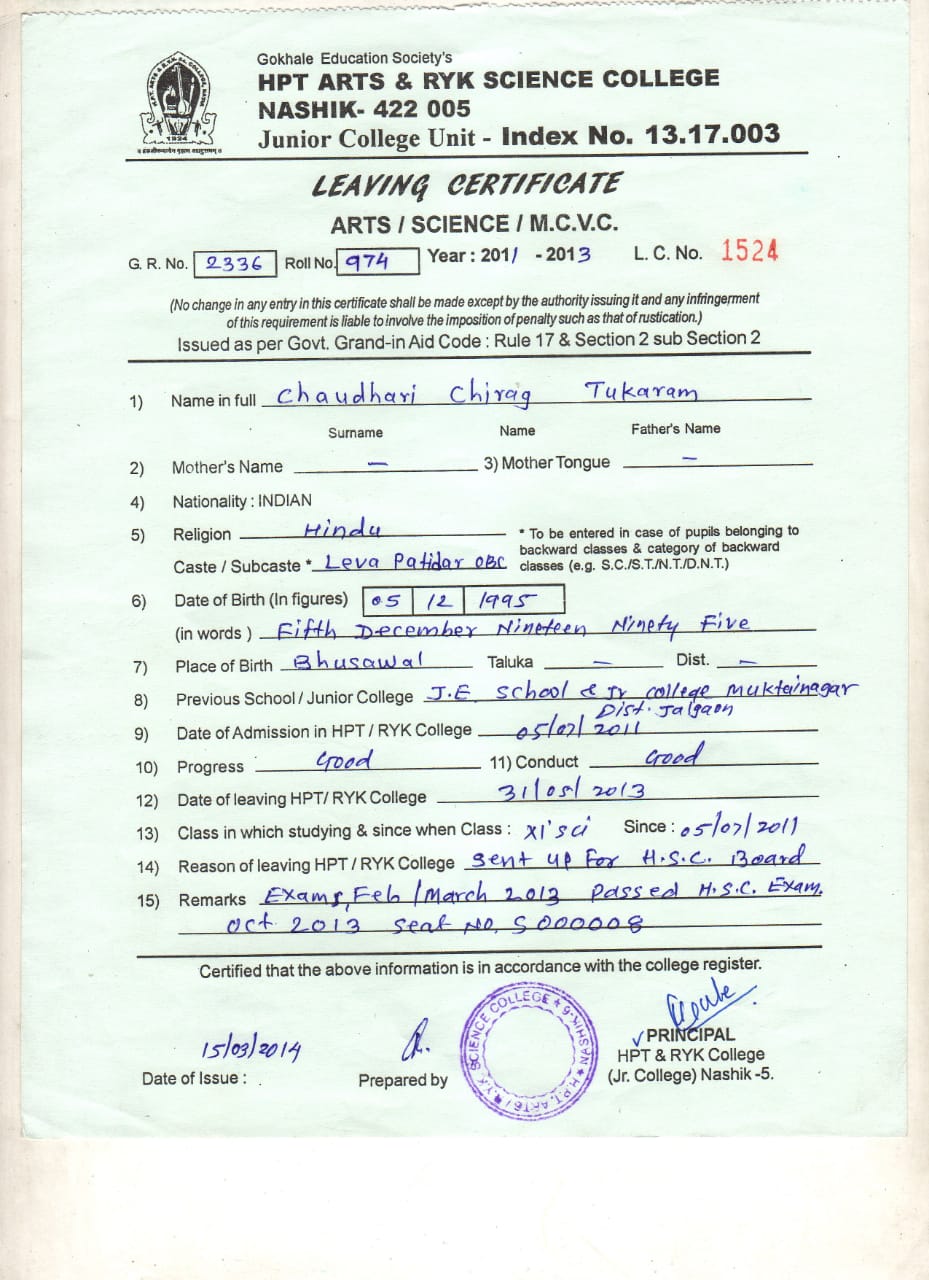 Gokhale Education Society's
HPT ARTS & RYK SCIENCE COLLEGE
NASHIK- 422 005
Junior College Unit - Index No. 13.17.003
1924
LEAVING CERTIFICATE
ARTS / SCIENCE / M.C.V.C.
G. R. No. 2336 Roll No. 974 Year : 2011 - 2013 L. C. No. 1524
(No change in any entry in this certificate shall be made except by the authority issuing it and any infringerment
of this requirement is liable to involve the imposition of penalty such as that of rustication.)
Issued as per Govt. Grand-in Aid Code : Rule 17 & Section 2 sub Section 2
1) Name in full Chaudhari Chirag Tukaram
Surname Name Father's Name
2) Mother's Name — 3) Mother Tongue —
4) Nationality : INDIAN
5) Religion Hindu
Caste / Subcaste * Leva Patidar OBC
* To be entered in case of pupils belonging to
backward classes & category of backward
classes (e.g. S.C./S.T./N.T./D.N.T.)
6) Date of Birth (In figures) 05 12 1995
(in words ) Fifth December Nineteen Ninety Five
7) Place of Birth Bhusawal Taluka — Dist. —
8) Previous School / Junior College J.E School & Jr college Muktainagar
Dist. Jalgaon
9) Date of Admission in HPT / RYK College 05/07/2011
10) Progress Good 11) Conduct Good
12) Date of leaving HPT/ RYK College 31/05/2013
13) Class in which studying & since when Class : XI'sci Since : 05/07/2011
14) Reason of leaving HPT / RYK College sent up For H.S.C. Board
15) Remarks Exams, Feb/March 2013 Passed H.S.C. Exam.
Oct 2013 Seat No, S000008
Certified that the above information is in accordance with the college register.
15/03/2014
Date of Issue :
Prepared by
PRINCIPAL
HPT & RYK College
(Jr. College) Nashik -5.